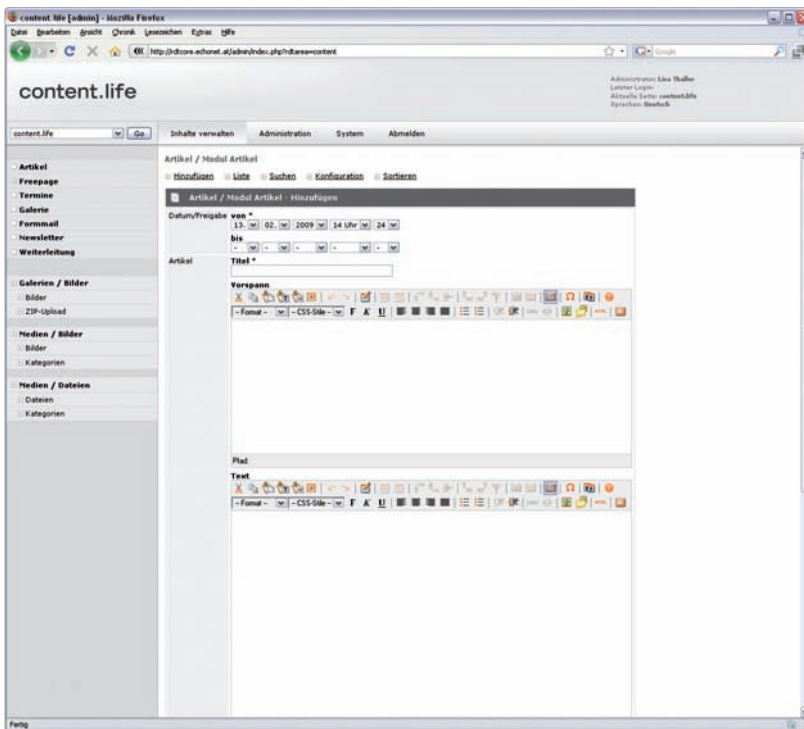 content.life [admin] - Mozilla Firefox
Datei Bearbeiten Ansicht Chronik Lesezeichen Extras Hilfe
http://rdtcore.echonet.at/admin/index.php?rdtarea=content
Google
content.life
Administrator: Lisa Thaller
Letzter Login:
Aktuelle Seite: content.life
Sprachen: Deutsch
content.life Go Inhalte verwalten Administration System Abmelden
Artikel
Freepage
Termine
Galerie
Formmail
Newsletter
Weiterleitung
Galerien / Bilder
Bilder
ZIP-Upload
Medien / Bilder
Bilder
Kategorien
Medien / Dateien
Dateien
Kategorien
Artikel / Modul Artikel
Hinzufügen Liste Suchen Konfiguration Sortieren
Artikel / Modul Artikel - Hinzufügen
Datum/Freigabe von *
13. 02. 2009 14 Uhr 24
bis
- - - - -
Artikel Titel *
Vorspann
-- Format -- -- CSS-Stile -- F K U HTML
Pfad:
Text
-- Format -- -- CSS-Stile -- F K U HTML
Fertig